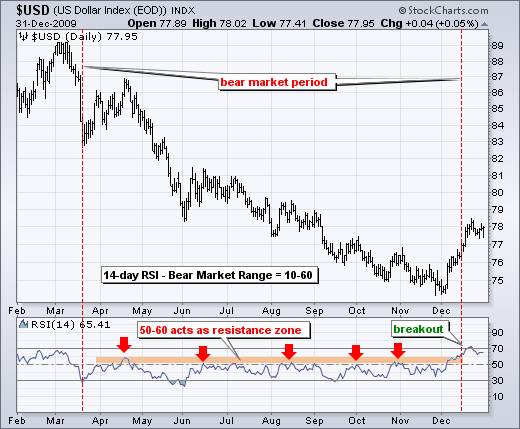 $USD (US Dollar Index (EOD)) INDX © StockCharts.com
31-Dec-2009 Open 77.89 High 78.02 Low 77.41 Close 77.95 Chg +0.04 (+0.05%)
$USD (Daily) 77.95
bear market period
89
88
87
86
85
83
82
81
80
79
78
77
76
75
14-day RSI - Bear Market Range = 10-60
Feb Mar Apr May Jun Jul Aug Sep Oct Nov Dec
RSI(14) 65.41
50-60 acts as resistance zone
breakout
90
70
50
30
10
Feb Mar Apr May Jun Jul Aug Sep Oct Nov Dec